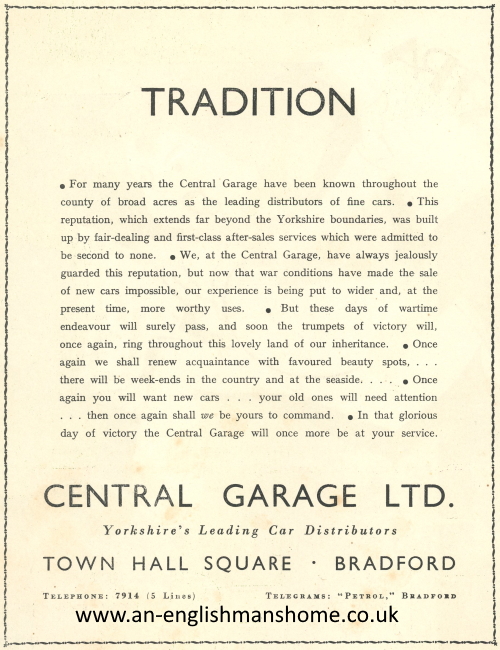 TRADITION
● For many years the Central Garage have been known throughout the
county of broad acres as the leading distributors of fine cars. ● This
reputation, which extends far beyond the Yorkshire boundaries, was built
up by fair-dealing and first-class after-sales services which were admitted to
be second to none. ● We, at the Central Garage, have always jealously
guarded this reputation, but now that war conditions have made the sale
of new cars impossible, our experience is being put to wider and, at the
present time, more worthy uses. ● But these days of wartime
endeavour will surely pass, and soon the trumpets of victory will,
once again, ring throughout this lovely land of our inheritance. ● Once
again we shall renew acquaintance with favoured beauty spots, . . .
there will be week-ends in the country and at the seaside. . . . ● Once
again you will want new cars . . . your old ones will need attention
. . . then once again shall we be yours to command. ● In that glorious
day of victory the Central Garage will once more be at your service.
CENTRAL GARAGE LTD.
Yorkshire's Leading Car Distributors
TOWN HALL SQUARE · BRADFORD
TELEPHONE: 7914 (5 LINES) TELEGRAMS: "PETROL," BRADFORD
www.an-englishmanshome.co.uk